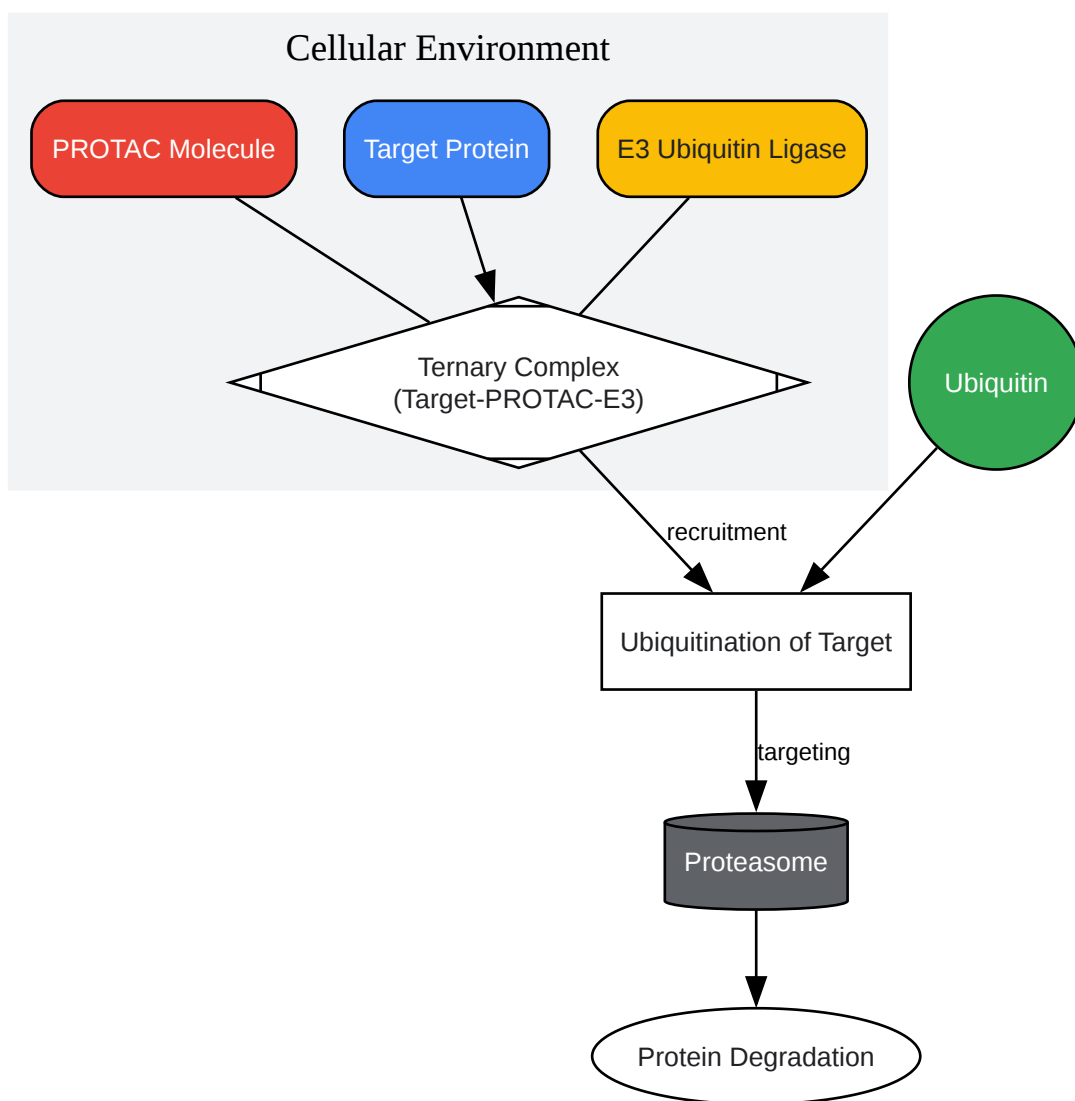 Cellular Environment
PROTAC Molecule
Target Protein
E3 Ubiquitin Ligase
Ternary Complex
(Target-PROTAC-E3)
Ubiquitin
recruitment
Ubiquitination of Target
targeting
Proteasome
Protein Degradation